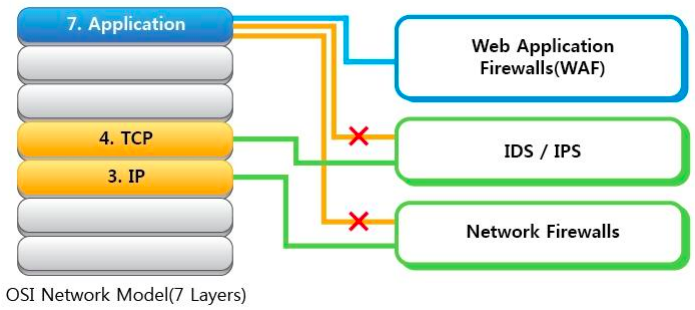 7. Application
4. TCP
3. IP
OSI Network Model(7 Layers)
Web Application
Firewalls(WAF)
IDS / IPS
Network Firewalls